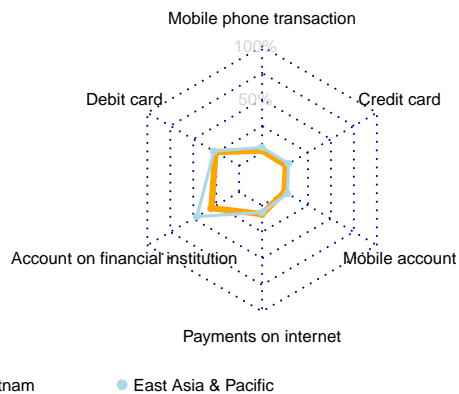 Mobile phone transaction
100%
50%
Debit card
Credit card
Account on financial institution
Mobile account
Payments on internet
tnam
East Asia & Pacific